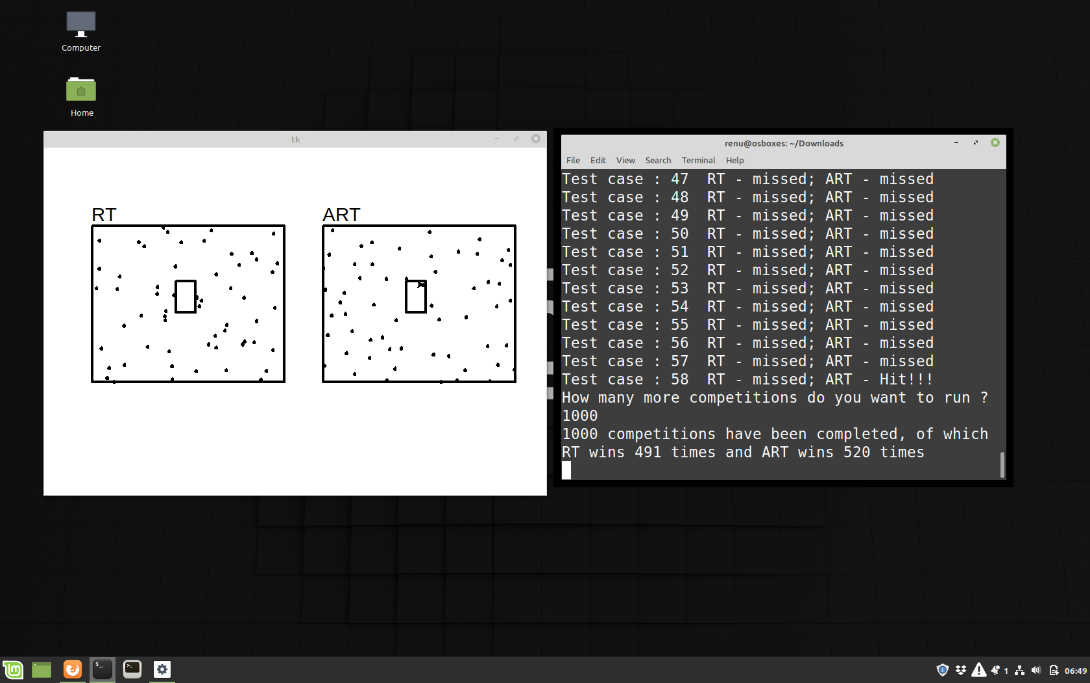 Computer
Home
tk
RT
ART
renu@osboxes: ~/Downloads
File Edit View Search Terminal Help
Test case : 47 RT - missed; ART - missed
Test case : 48 RT - missed; ART - missed
Test case : 49 RT - missed; ART - missed
Test case : 50 RT - missed; ART - missed
Test case : 51 RT - missed; ART - missed
Test case : 52 RT - missed; ART - missed
Test case : 53 RT - missed; ART - missed
Test case : 54 RT - missed; ART - missed
Test case : 55 RT - missed; ART - missed
Test case : 56 RT - missed; ART - missed
Test case : 57 RT - missed; ART - missed
Test case : 58 RT - missed; ART - Hit!!!
How many more competitions do you want to run ?
1000
1000 competitions have been completed, of which
RT wins 491 times and ART wins 520 times
1
06:49